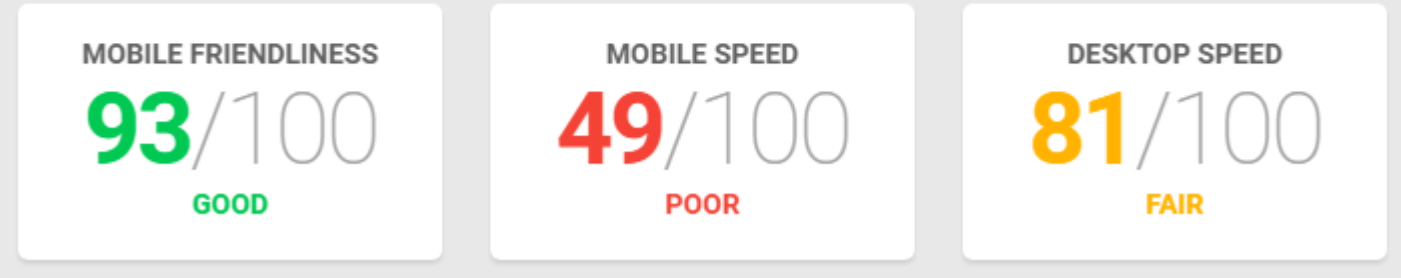 MOBILE FRIENDLINESS
93/100
GOOD
MOBILE SPEED
49/100
POOR
DESKTOP SPEED
81/100
FAIR